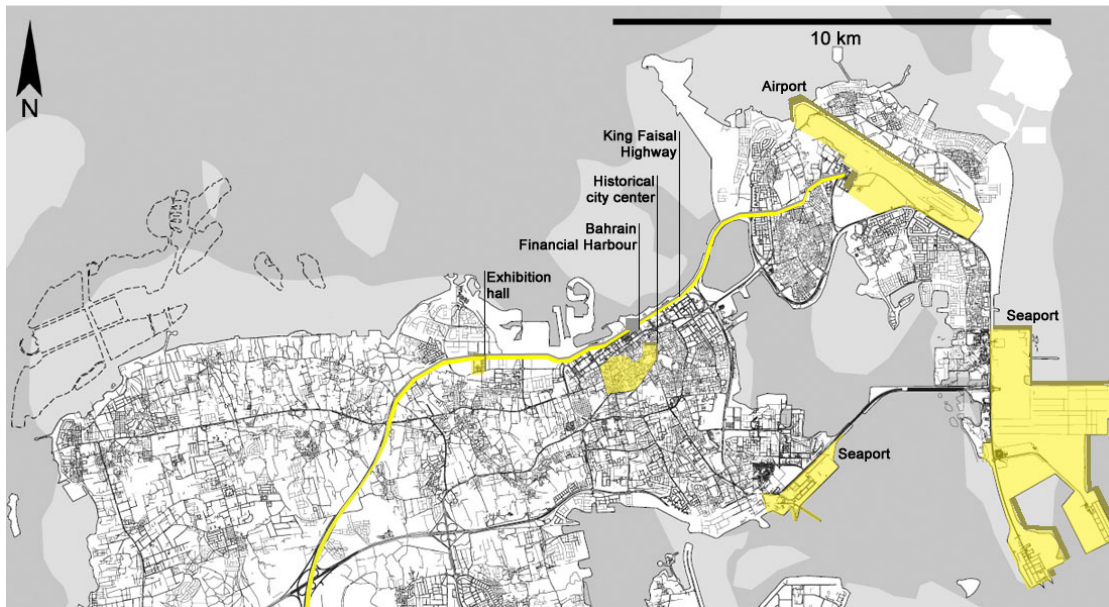 10 km
N
Airport
King Faisal
Highway
Historical
city center
Bahrain
Financial Harbour
Exhibition
hall
Seaport
Seaport